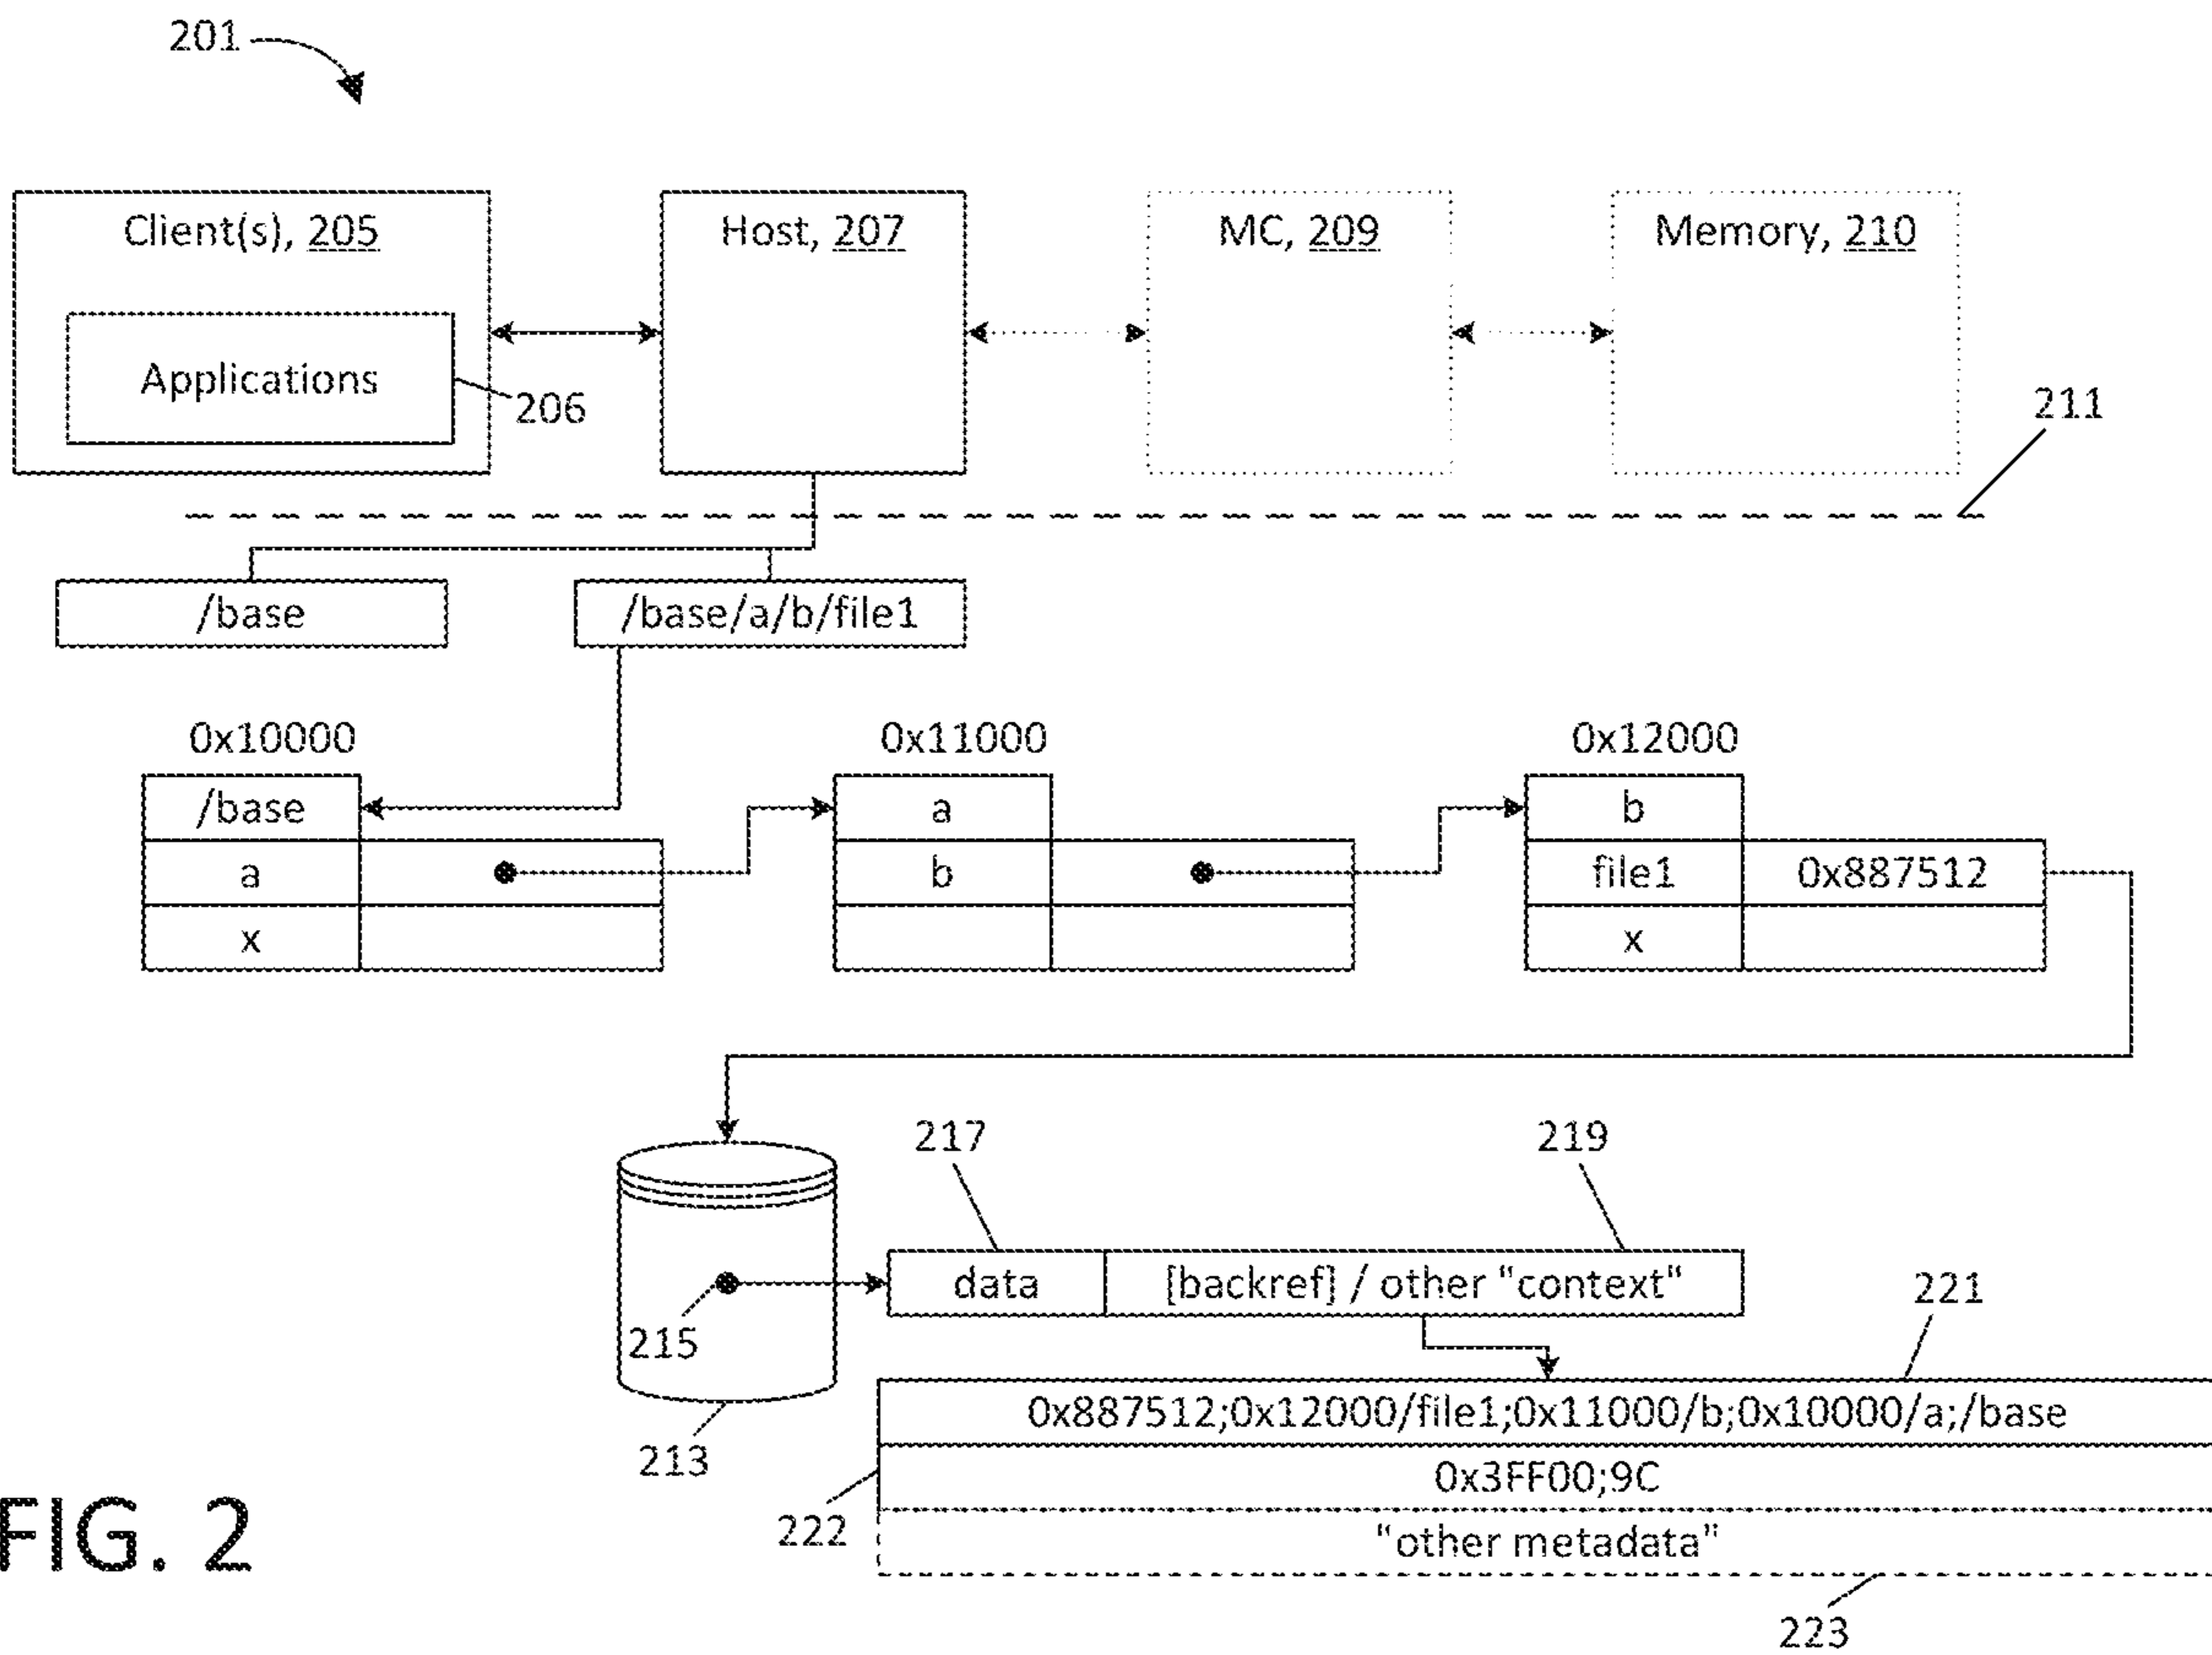 201
Client(s), 205
Host, 207
MC, 209
Memory, 210
Applications
206
211
/base
/base/a/b/file1
0x10000
0x11000
0x12000
/base
a
b
a
b
file1
0x887512
x
x
217
219
data
[backref] / other "context"
215
221
0x887512;0x12000/file1;0x11000/b;0x10000/a;/base
213
0x3FF00;9C
222
"other metadata"
FIG. 2
223